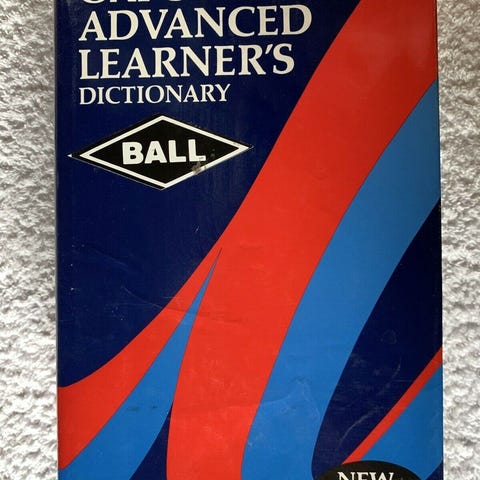 ADVANCED
LEARNER'S
DICTIONARY
BALL
NEW